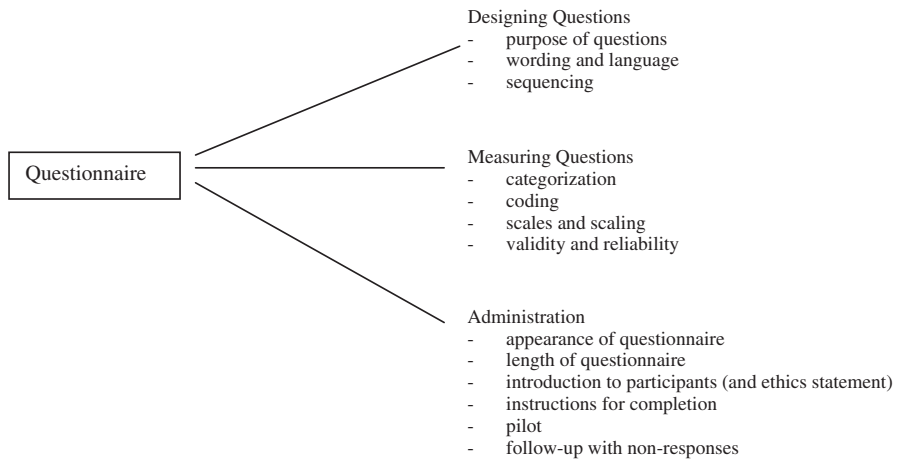 Designing Questions
- purpose of questions
- wording and language
- sequencing
Questionnaire
Measuring Questions
- categorization
- coding
- scales and scaling
- validity and reliability
Administration
- appearance of questionnaire
- length of questionnaire
- introduction to participants (and ethics statement)
- instructions for completion
- pilot
- follow-up with non-responses